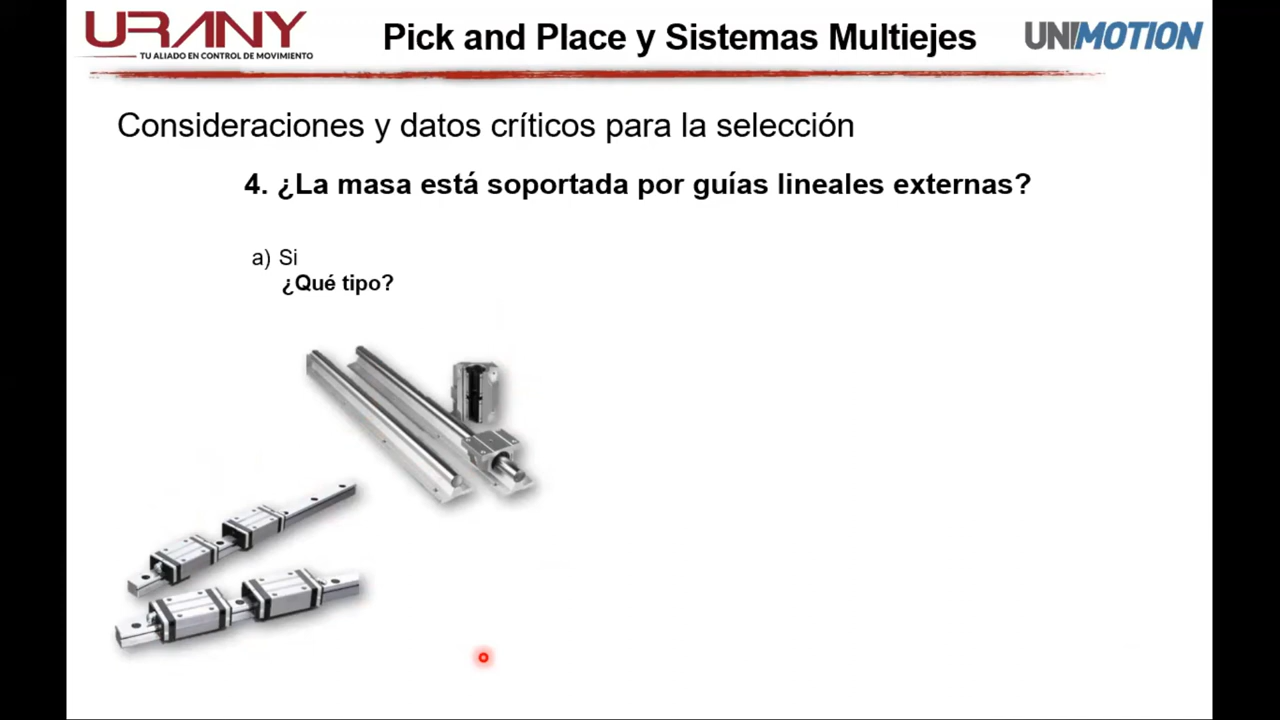 URANY
TU ALIADO EN CONTROL DE MOVIMIENTO
Pick and Place y Sistemas Multiejes
UNIMOTION
Consideraciones y datos críticos para la selección
4. ¿La masa está soportada por guías lineales externas?
a) Si
¿Qué tipo?